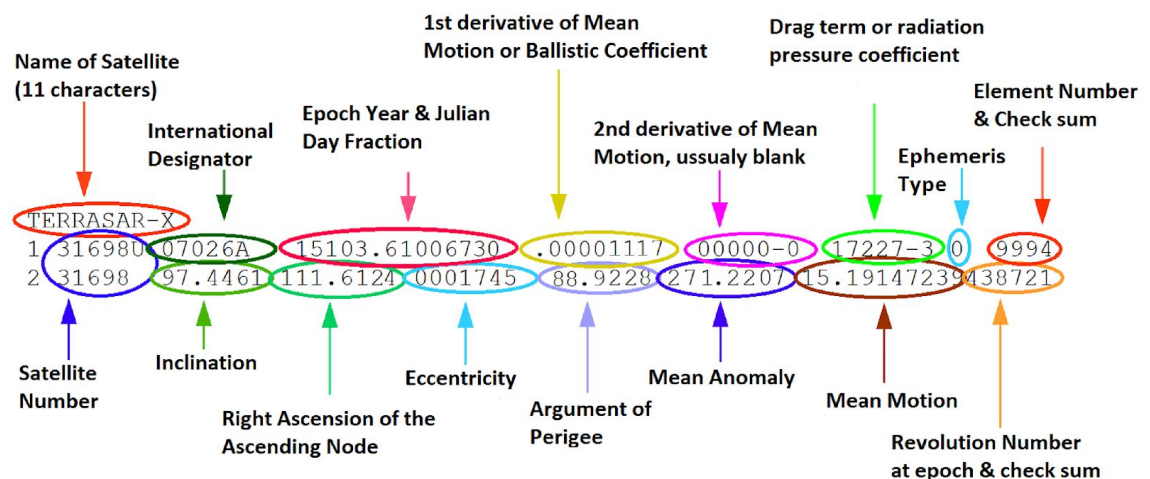 1st derivative of Mean
Motion or Ballistic Coefficient
Drag term or radiation
pressure coefficient
Name of Satellite
(11 characters)
Element Number
& Check sum
Epoch Year & Julian
Day Fraction
International
Designator
2nd derivative of Mean
Motion, ussualy blank
Ephemeris
Type
TERRASAR-X
1 31698U 07026A 15103.61006730 .00001117 00000-0 17227-3 0 9994
2 31698 97.4461 111.6124 0001745 88.9228 271.2207 15.19147239438721
Satellite
Number
Inclination
Right Ascension of the
Ascending Node
Eccentricity
Argument of
Perigee
Mean Anomaly
Mean Motion
Revolution Number
at epoch & check sum